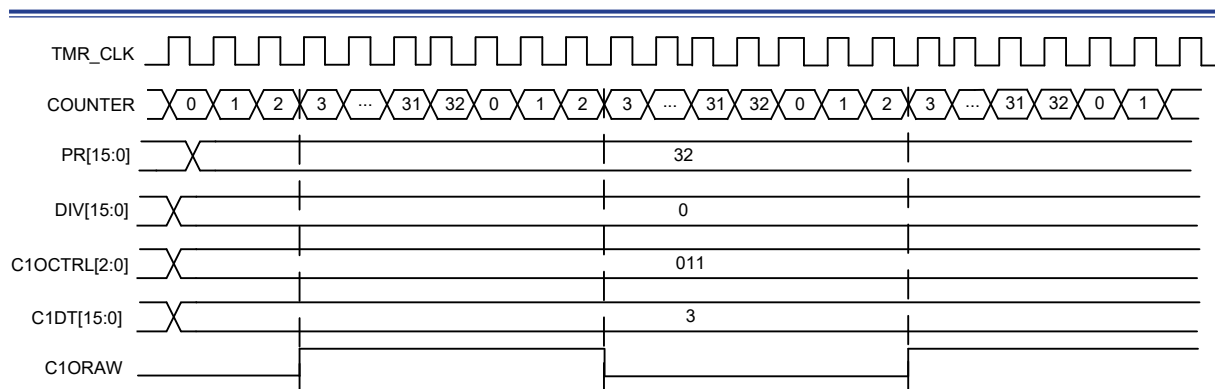 TMR_CLK
COUNTER 0 1 2 3 ... 31 32 0 1 2 3 ... 31 32 0 1 2 3 ... 31 32 0 1
PR[15:0] 32
DIV[15:0] 0
C1OCTRL[2:0] 011
C1DT[15:0] 3
C1ORAW